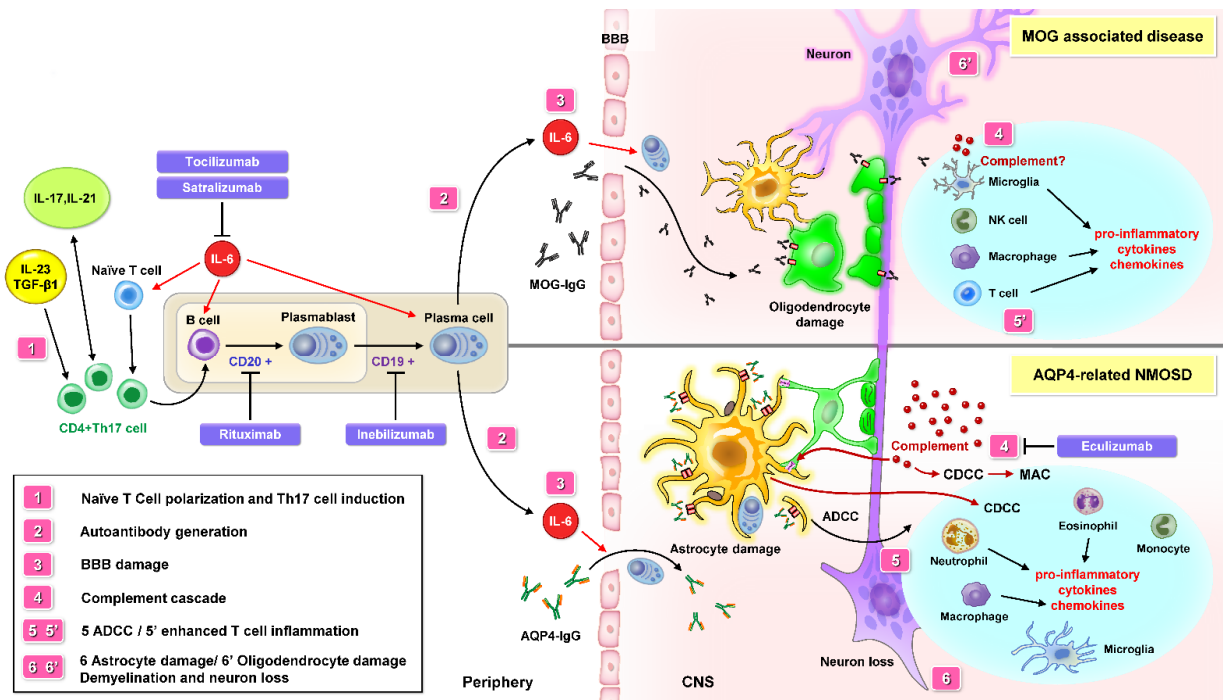 BBB
Neuron
6'
MOG associated disease
3
IL-6
4
Complement?
Microglia
NK cell
Macrophage
T cell
pro-inflammatory
cytokines
chemokines
5'
Tocilizumab
Satralizumab
IL-17,IL-21
2
IL-6
IL-23
TGF-β1
Naïve T cell
MOG-IgG
Oligodendrocyte
damage
B cell
Plasmablast
Plasma cell
1
CD20 +
CD19 +
CD4+Th17 cell
Rituximab
Inebilizumab
2
AQP4-related NMOSD
Complement
4
Eculizumab
CDCC
MAC
CDCC
ADCC
Astrocyte damage
3
IL-6
AQP4-IgG
5
Eosinophil
Neutrophil
Monocyte
pro-inflammatory
cytokines
chemokines
Macrophage
Microglia
Neuron loss
6
Periphery
CNS
1 Naïve T Cell polarization and Th17 cell induction
2 Autoantibody generation
3 BBB damage
4 Complement cascade
5 5' 5 ADCC / 5' enhanced T cell inflammation
6 6' 6 Astrocyte damage/ 6' Oligodendrocyte damage
Demyelination and neuron loss